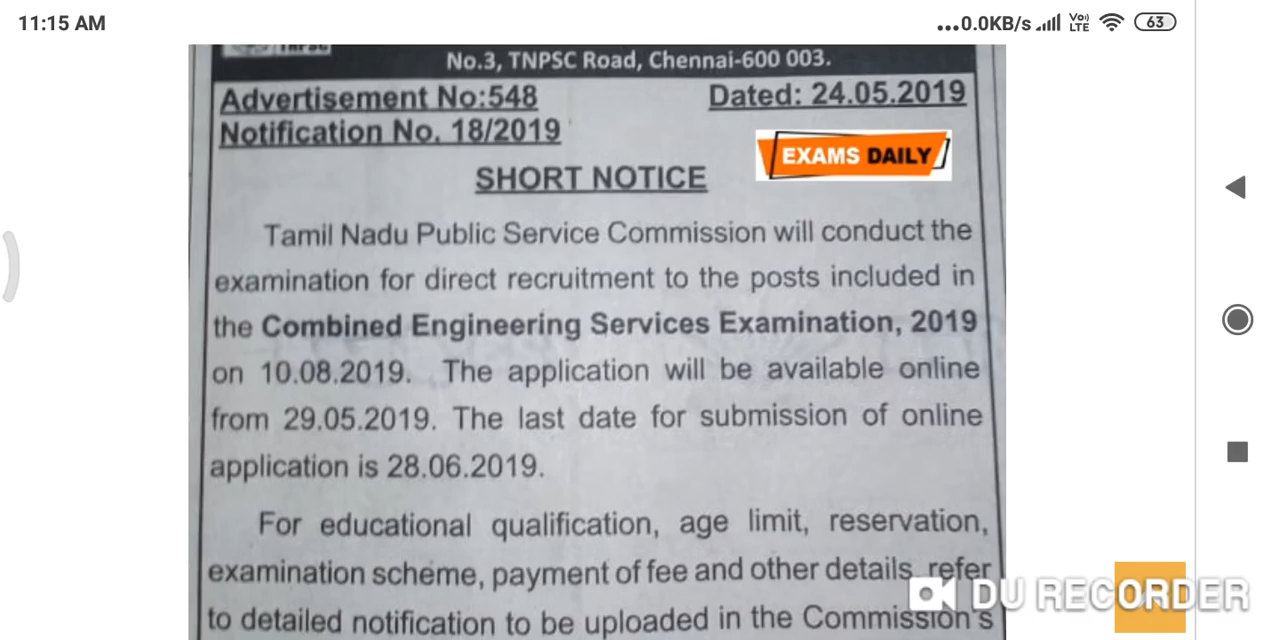 11:15 AM
...0.0KB/s Vo) LTE 63
No.3, TNPSC Road, Chennai-600 003.
Advertisement No:548 Dated: 24.05.2019
Notification No. 18/2019
EXAMS DAILY
SHORT NOTICE
Tamil Nadu Public Service Commission will conduct the
examination for direct recruitment to the posts included in
the Combined Engineering Services Examination, 2019
on 10.08.2019. The application will be available online
from 29.05.2019. The last date for submission of online
application is 28.06.2019.
For educational qualification, age limit, reservation,
examination scheme, payment of fee and other details, refer
to detailed notification to be uploaded in the Commission's
DU RECORDER